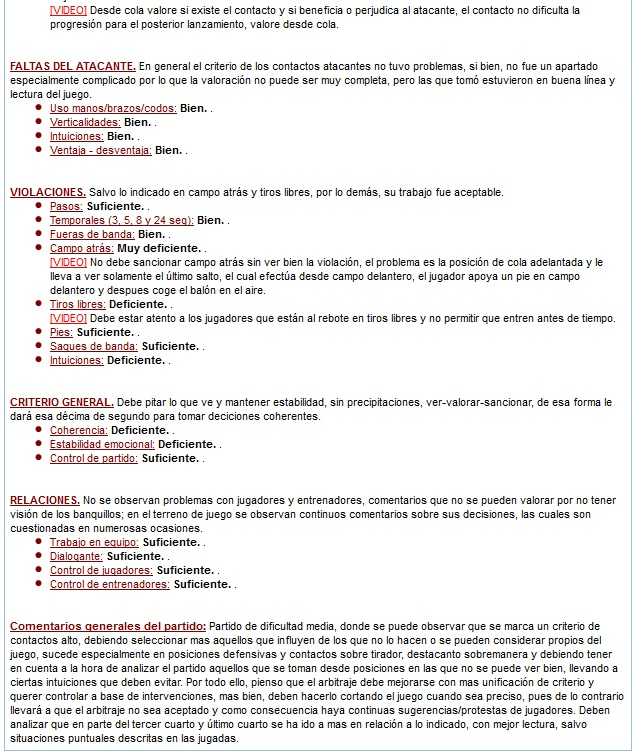 [VIDEO] Desde cola valore si existe el contacto y si beneficia o perjudica al atacante, el contacto no dificulta la
progresión para el posterior lanzamiento, valore desde cola.
FALTAS DEL ATACANTE. En general el criterio de los contactos atacantes no tuvo problemas, si bien, no fue un apartado
especialmente complicado por lo que la valoración no puede ser muy completa, pero las que tomó estuvieron en buena línea y
lectura del juego.
• Uso manos/brazos/codos: Bien. .
• Verticalidades: Bien. .
• Intuiciones: Bien. .
• Ventaja - desventaja: Bien. .
VIOLACIONES. Salvo lo indicado en campo atrás y tiros libres, por lo demás, su trabajo fue aceptable.
• Pasos: Suficiente. .
• Temporales (3, 5, 8 y 24 seg): Bien. .
• Fueras de banda: Bien. .
• Campo atrás: Muy deficiente. .
[VIDEO] No debe sancionar campo atrás sin ver bien la violación, el problema es la posición de cola adelantada y le
lleva a ver solamente el último salto, el cual efectúa desde campo delantero, el jugador apoya un pie en campo
delantero y despues coge el balón en el aire.
• Tiros libres: Deficiente. .
[VIDEO] Debe estar atento a los jugadores que están al rebote en tiros libres y no permitir que entren antes de tiempo.
• Pies: Suficiente. .
• Saques de banda: Suficiente. .
• Intuiciones: Deficiente. .
CRITERIO GENERAL. Debe pitar lo que ve y mantener estabilidad, sin precipitaciones, ver-valorar-sancionar, de esa forma le
dará esa décima de segundo para tomar decisiones coherentes.
• Coherencia: Deficiente. .
• Estabilidad emocional: Deficiente. .
• Control de partido: Suficiente. .
RELACIONES. No se observan problemas con jugadores y entrenadores, comentarios que no se pueden valorar por no tener
visión de los banquillos; en el terreno de juego se observan continuos comentarios sobre sus decisiones, las cuales son
cuestionadas en numerosas ocasiones.
• Trabajo en equipo: Suficiente. .
• Dialogante: Suficiente. .
• Control de jugadores: Suficiente. .
• Control de entrenadores: Suficiente. .
Comentarios generales del partido: Partido de dificultad media, donde se puede observar que se marca un criterio de
contactos alto, debiendo seleccionar mas aquellos que influyen de los que no lo hacen o se pueden considerar propios del
juego, sucede especialmente en posiciones defensivas y contactos sobre tirador, destacanto sobremanera y debiendo tener
en cuenta a la hora de analizar el partido aquellos que se toman desde posiciones en las que no se puede ver bien, llevando a
ciertas intuiciones que deben evitar. Por todo ello, pienso que el arbitraje debe mejorarse con mas unificación de criterio y
querer controlar a base de intervenciones, mas bien, deben hacerlo cortando el juego cuando sea preciso, pues de lo contrario
llevará a que el arbitraje no sea aceptado y como consecuencia haya continuas sugerencias/protestas de jugadores. Deben
analizar que en parte del tercer cuarto y último cuarto se ha ido a mas en relación a lo indicado, con mejor lectura, salvo
situaciones puntuales descritas en las jugadas.